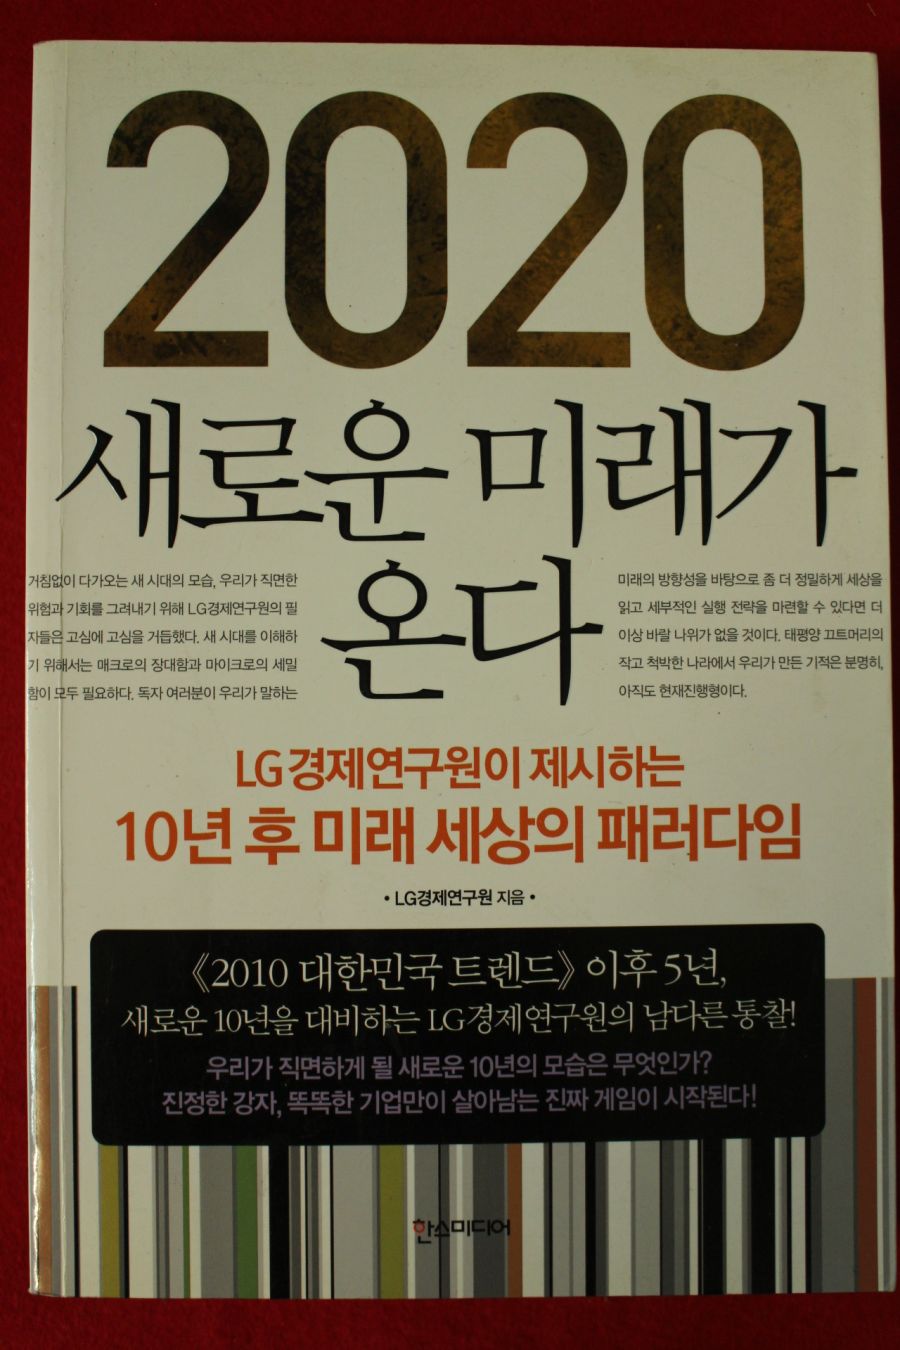 2020
새로운 미래가
온다
거침없이 다가오는 새 시대의 모습, 우리가 직면한
위험과 기회를 그려내기 위해 LG경제연구원의 필
자들은 고심에 고심을 거듭했다. 새 시대를 이해하
기 위해서는 매크로의 장대함과 마이크로의 세밀
함이 모두 필요하다. 독자 여러분이 우리가 말하는
미래의 방향성을 바탕으로 좀 더 정밀하게 세상을
읽고 세부적인 실행 전략을 마련할 수 있다면 더
이상 바랄 나위가 없을 것이다. 태평양 끄트머리의
작고 척박한 나라에서 우리가 만든 기적은 분명히,
아직도 현재진행형이다.
LG경제연구원이 제시하는
10년 후 미래 세상의 패러다임
• LG경제연구원 지음 •
《2010 대한민국 트렌드》 이후 5년,
새로운 10년을 대비하는 LG경제연구원의 남다른 통찰!
우리가 직면하게 될 새로운 10년의 모습은 무엇인가?
진정한 강자, 똑똑한 기업만이 살아남는 진짜 게임이 시작된다!
한스미디어